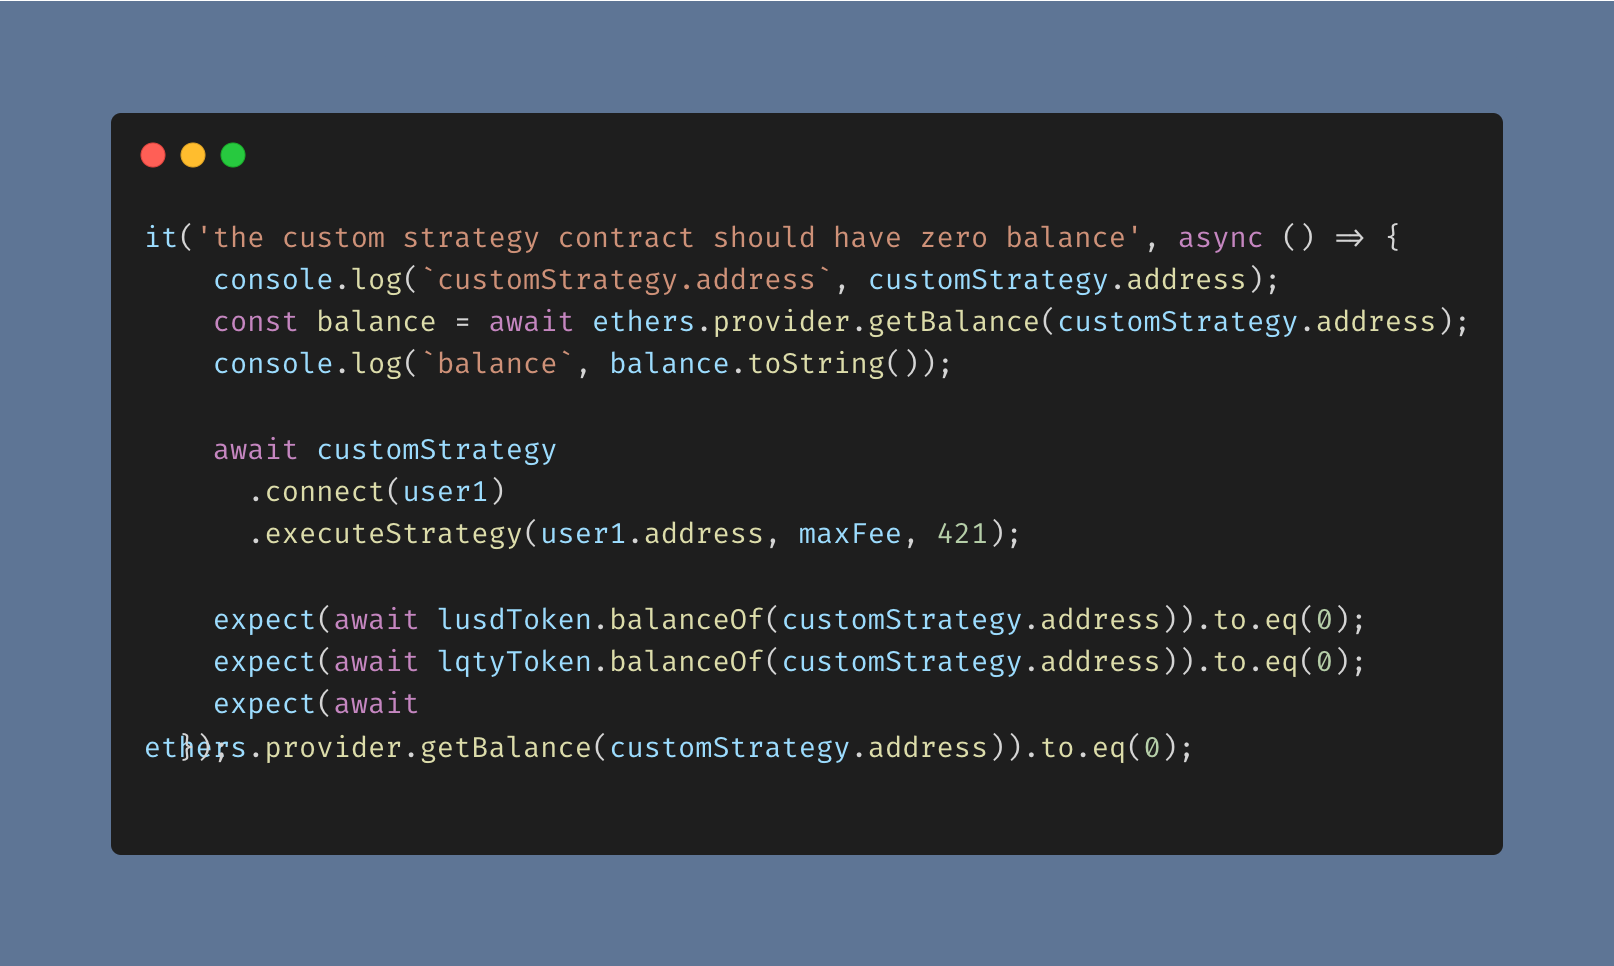 it('the custom strategy contract should have zero balance', async () => {
    console.log(`customStrategy.address`, customStrategy.address);
    const balance = await ethers.provider.getBalance(customStrategy.address);
    console.log(`balance`, balance.toString());

    await customStrategy
      .connect(user1)
      .executeStrategy(user1.address, maxFee, 421);

    expect(await lusdToken.balanceOf(customStrategy.address)).to.eq(0);
    expect(await lqtyToken.balanceOf(customStrategy.address)).to.eq(0);
    expect(await
ethers.provider.getBalance(customStrategy.address)).to.eq(0);
  });